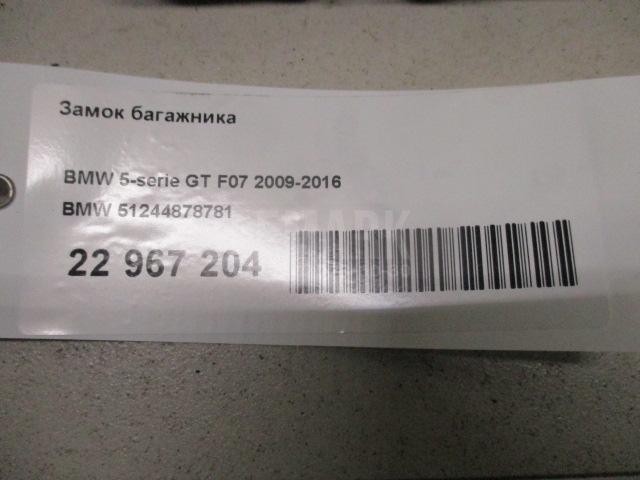 Замок багажника
BMW 5-serie GT F07 2009-2016
BMW 51244878781
22 967 204